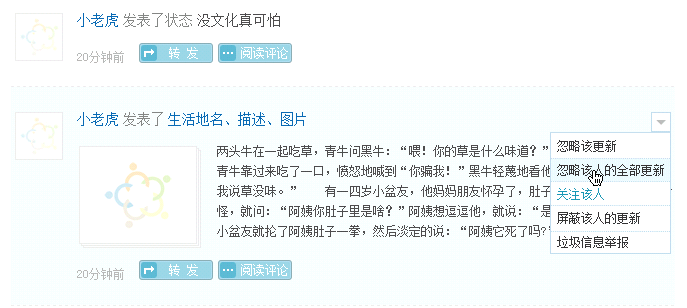 小老虎 发表了状态 没文化真可怕
20分钟前 转 发 阅读评论
小老虎 发表了 生活地名、描述、图片
两头牛在一起吃草，青牛问黑牛：“喂！你的草是什么味道？”
青牛靠过来吃了一口，愤怒地喊到“你骗我！”黑牛轻蔑地看他
我说草没味。” 有一四岁小盆友，他妈妈朋友怀孕了，肚子
怪，就问：“阿姨你肚子里是啥？“阿姨想逗逗他，就说：“是
小盆友就抡了阿姨肚子一拳，然后淡定的说：“阿姨它死了吗？”
忽略该更新
忽略该人的全部更新
关注该人
屏蔽该人的更新
垃圾信息举报
20分钟前 转 发 阅读评论